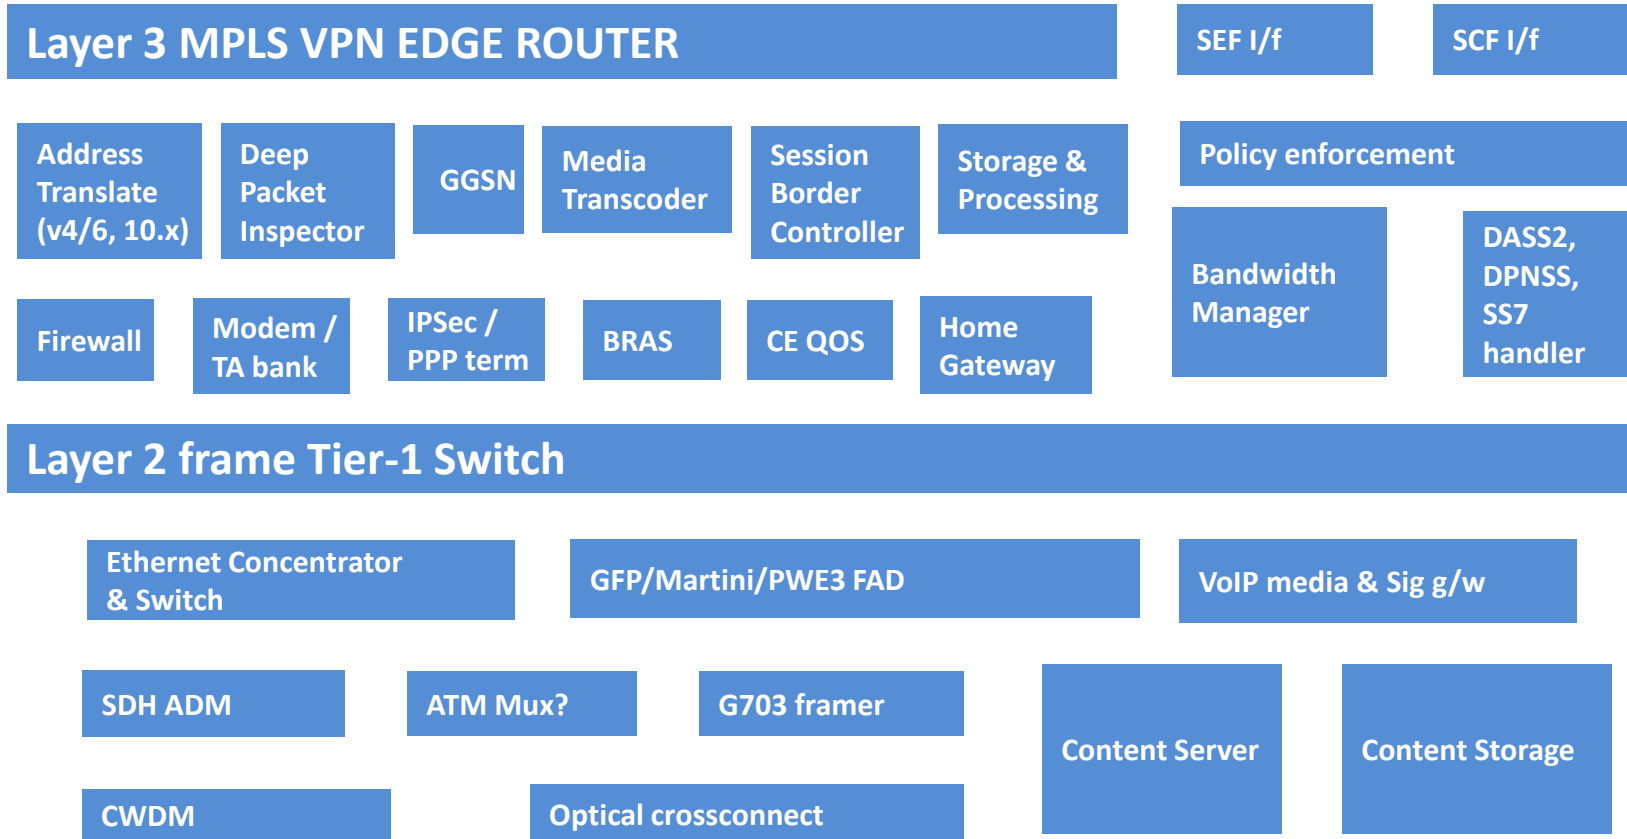 Layer 3 MPLS VPN EDGE ROUTER
SEF I/f
SCF I/f
Address
Translate
(v4/6, 10.x)
Deep
Packet
Inspector
GGSN
Media
Transcoder
Session
Border
Controller
Storage &
Processing
Policy enforcement
Firewall
Modem /
TA bank
IPSec /
PPP term
BRAS
CE QOS
Home
Gateway
Bandwidth
Manager
DASS2,
DPNSS,
SS7
handler
Layer 2 frame Tier-1 Switch
Ethernet Concentrator
& Switch
GFP/Martini/PWE3 FAD
VoIP media & Sig g/w
SDH ADM
ATM Mux?
G703 framer
Content Server
Content Storage
CWDM
Optical crossconnect